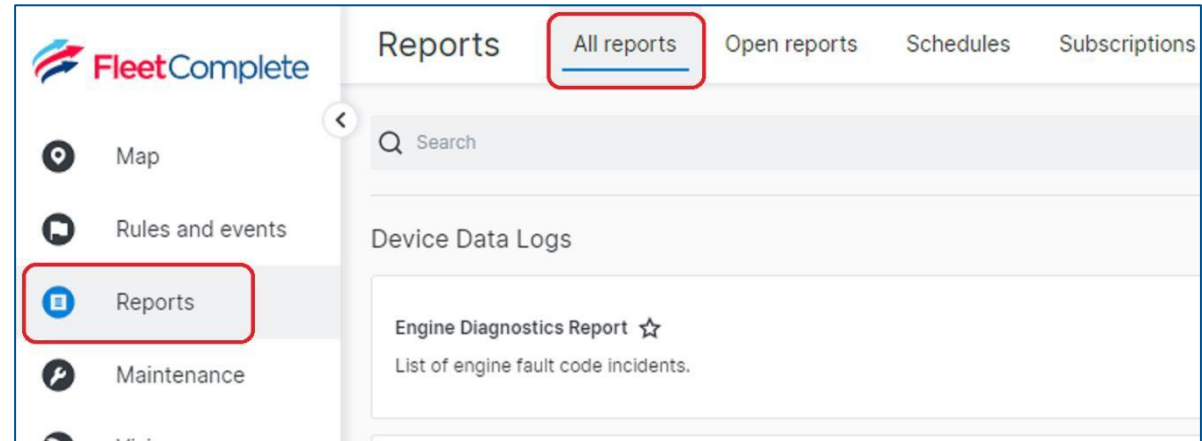 FleetComplete
Reports All reports Open reports Schedules Subscriptions
Search
Map
Rules and events
Device Data Logs
Reports
Engine Diagnostics Report
List of engine fault code incidents.
Maintenance